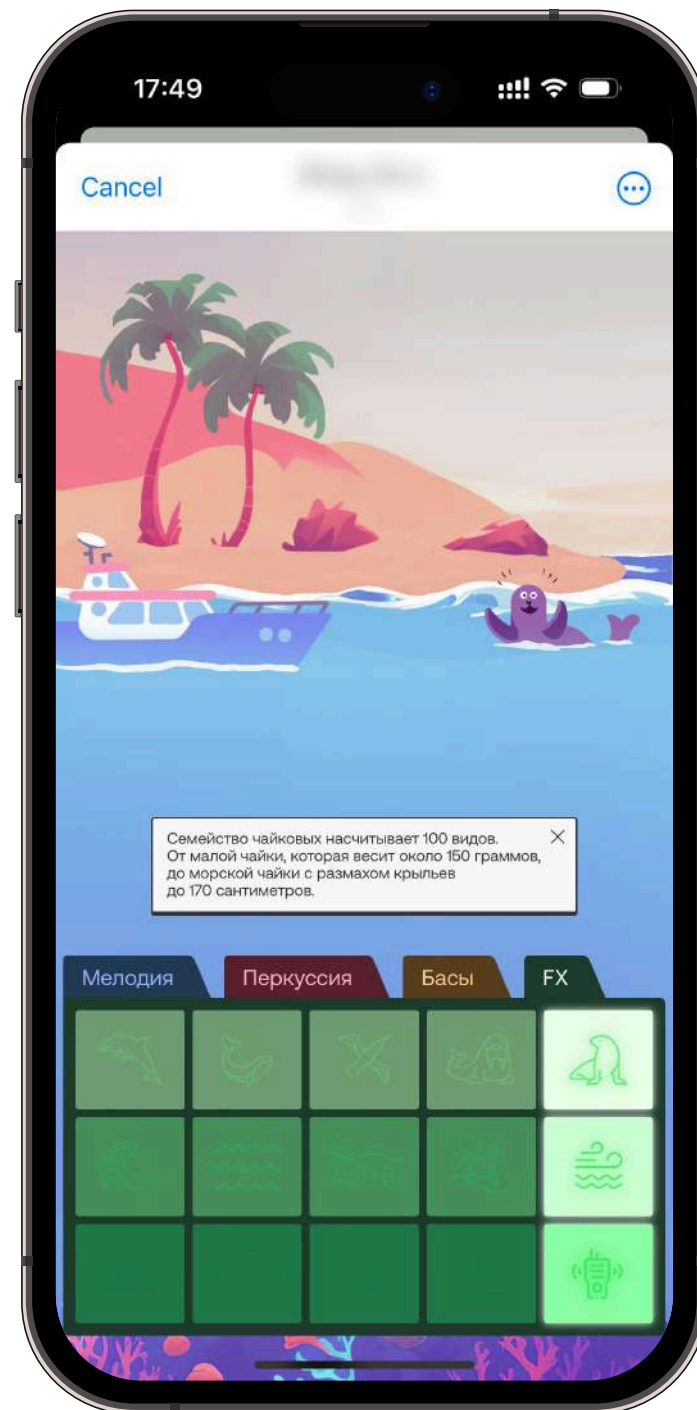 17:49
Cancel
Семейство чайковых насчитывает 100 видов.
От малой чайки, которая весит около 150 граммов,
до морской чайки с размахом крыльев
до 170 сантиметров.
Мелодия Перкуссия Басы FX